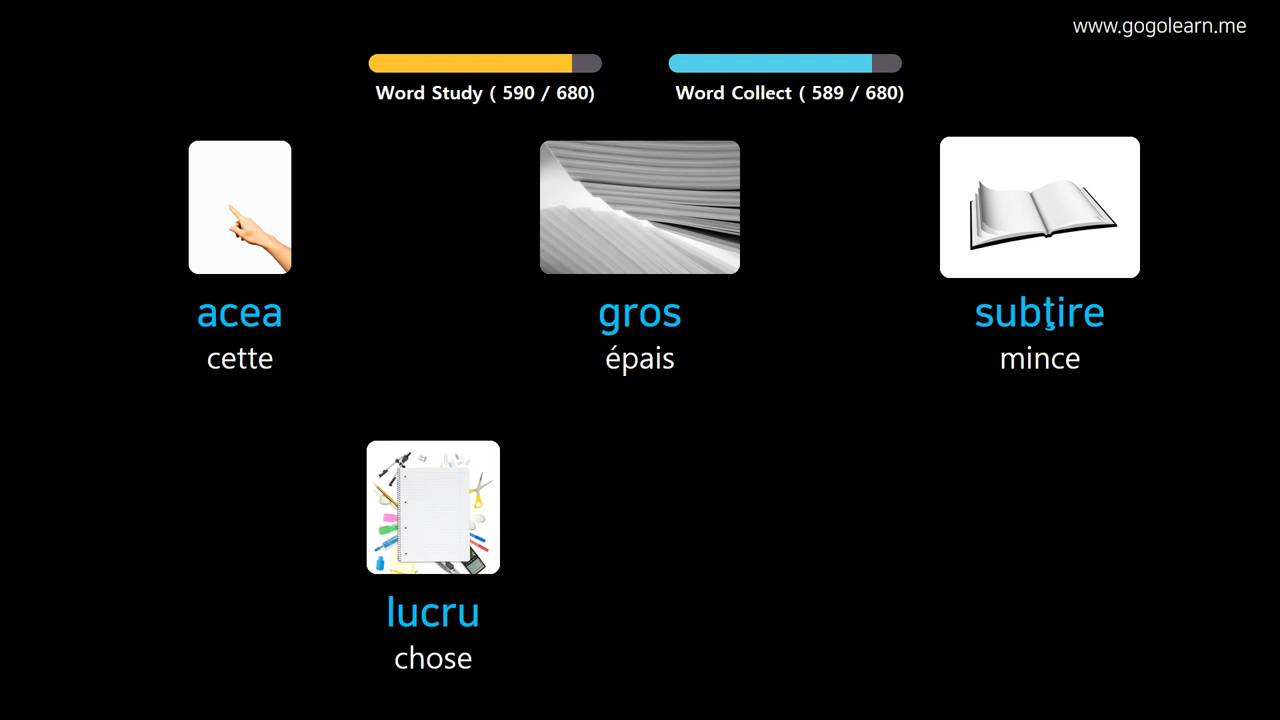 www.gogolearn.me
Word Study ( 590 / 680)
Word Collect ( 589 / 680)
acea
cette
gros
épais
subţire
mince
lucru
chose